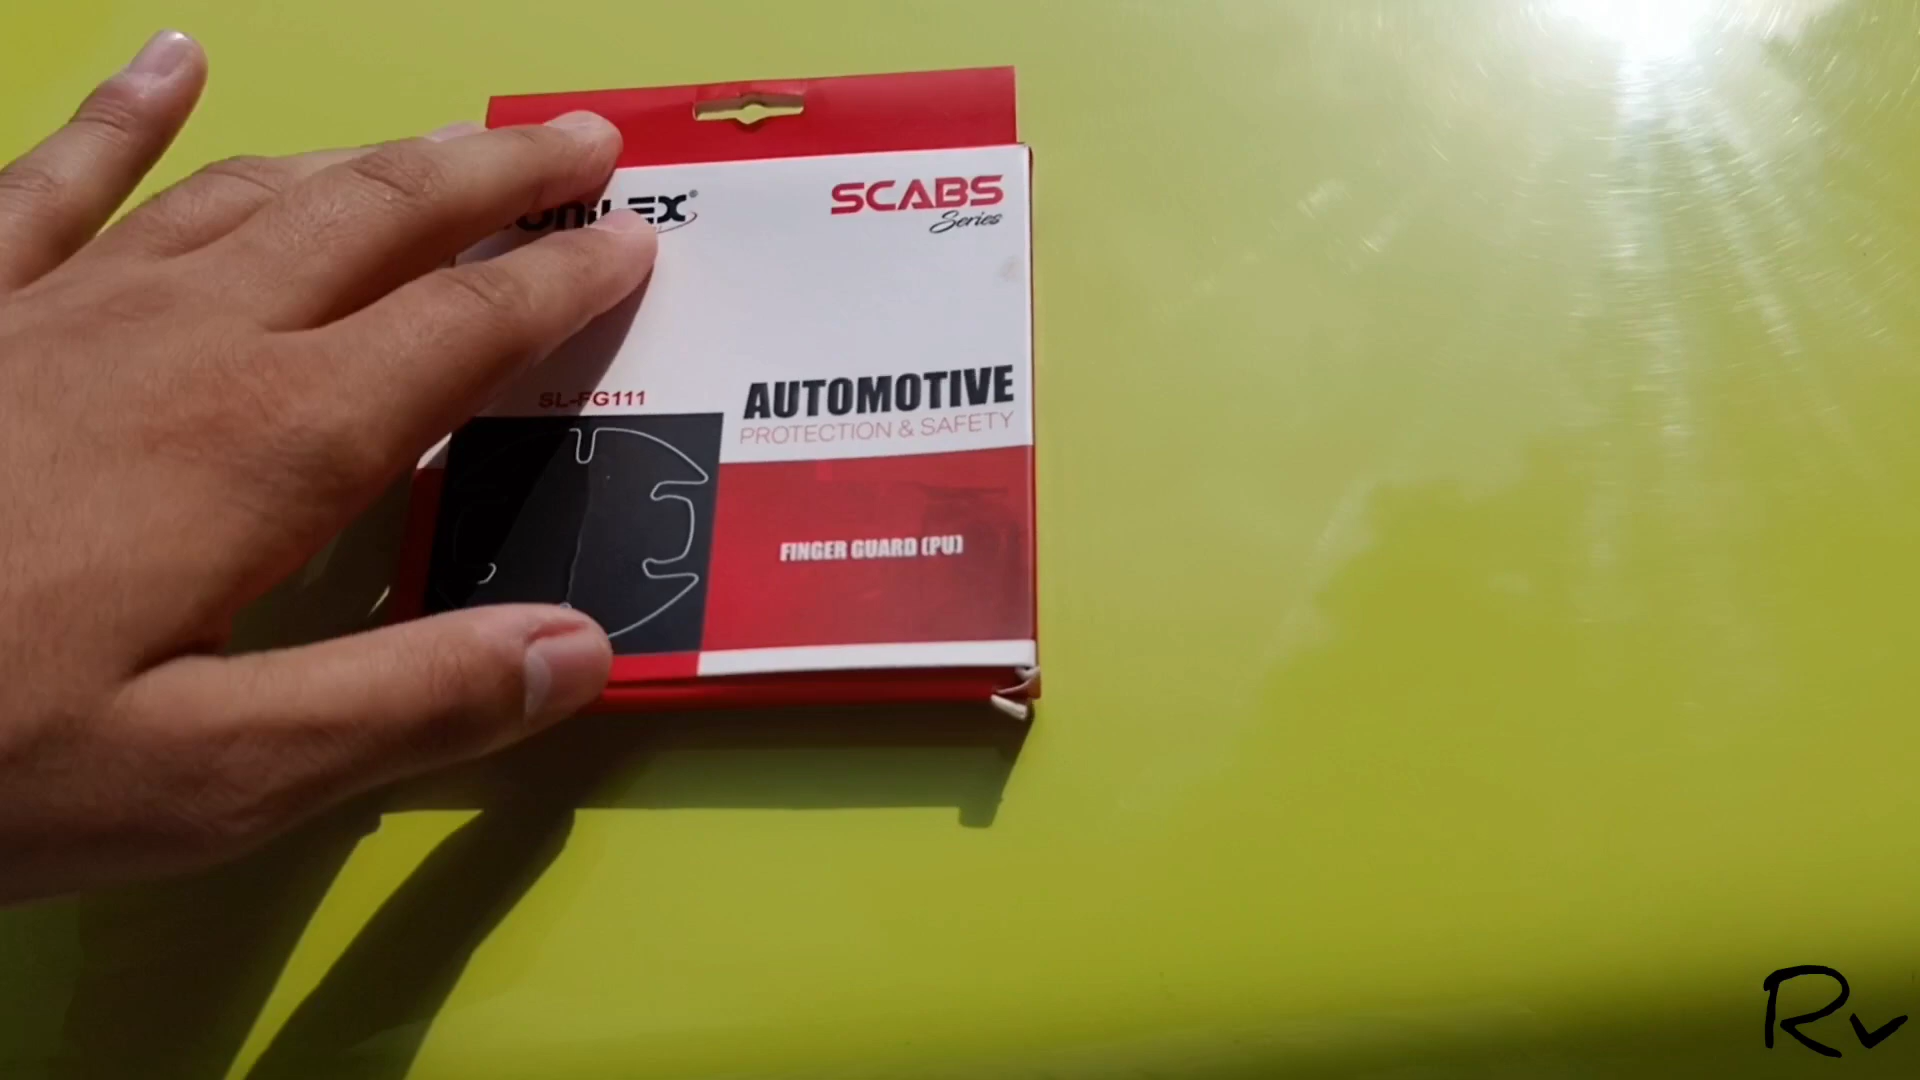 SCABS
Series
SL-FG111
AUTOMOTIVE
PROTECTION & SAFETY
FINGER GUARD (PU)
Rv